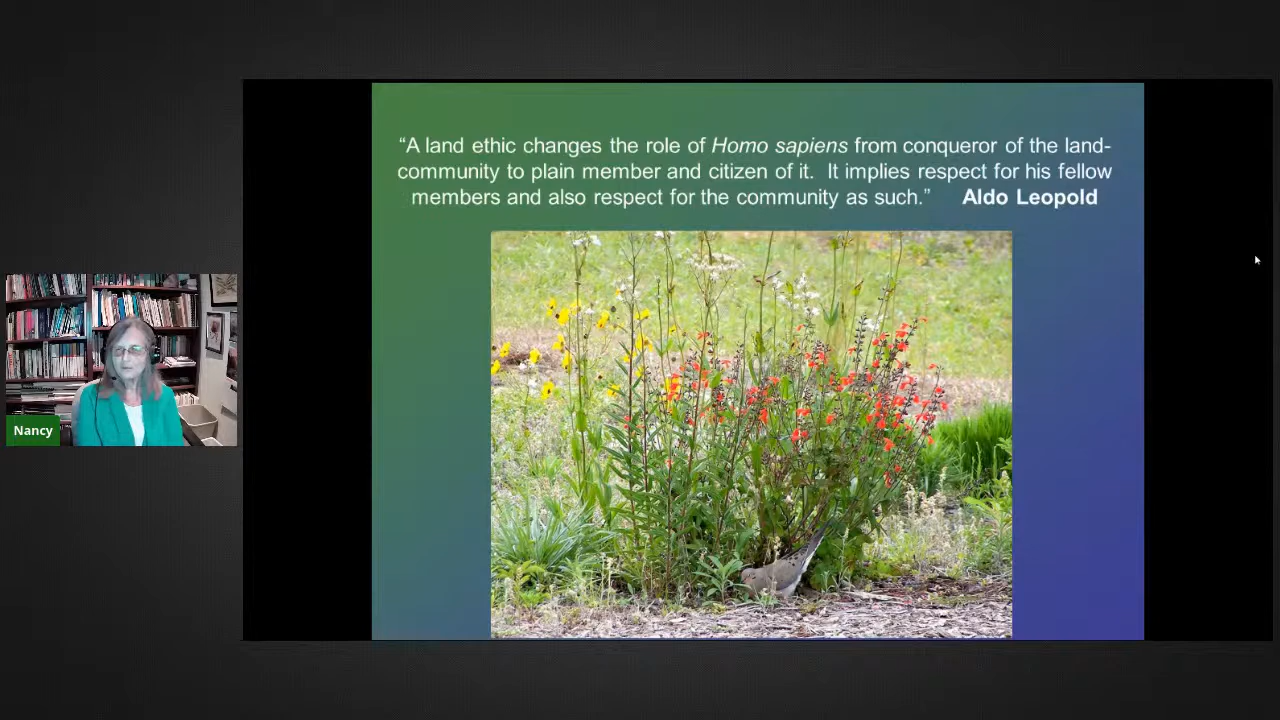 “A land ethic changes the role of Homo sapiens from conqueror of the land-
community to plain member and citizen of it.  It implies respect for his fellow
members and also respect for the community as such.”     Aldo Leopold
Nancy